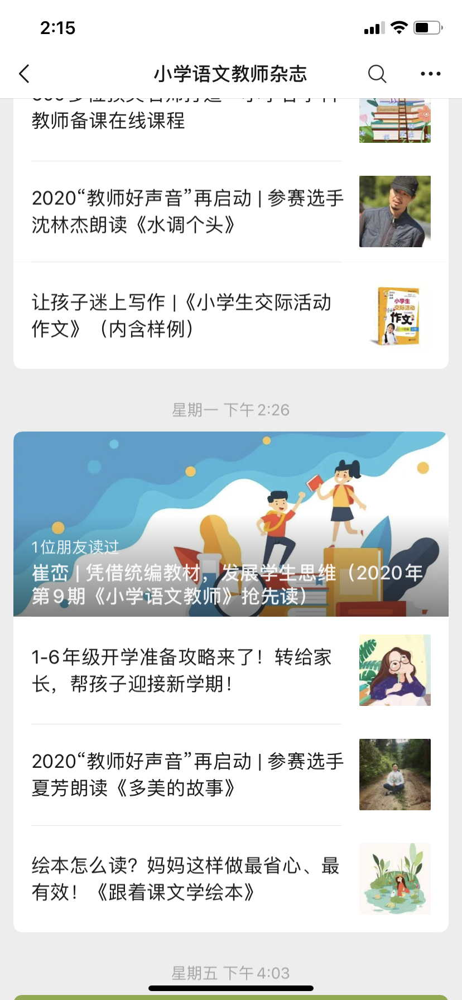 2:15
小学语文教师杂志
教师备课在线课程
2020“教师好声音”再启动 | 参赛选手
沈林杰朗读《水调个头》
让孩子迷上写作 |《小学生交际活动
作文》（内含样例）
小学生
交际活动
作文
星期一 下午 2:26
1位朋友读过
崔峦 | 凭借统编教材，发展学生思维（2020年
第9期《小学语文教师》抢先读）
1-6年级开学准备攻略来了！转给家
长，帮孩子迎接新学期！
2020“教师好声音”再启动 | 参赛选手
夏芳朗读《多美的故事》
绘本怎么读？妈妈这样做最省心、最
有效！《跟着课文学绘本》
星期五 下午 4:03